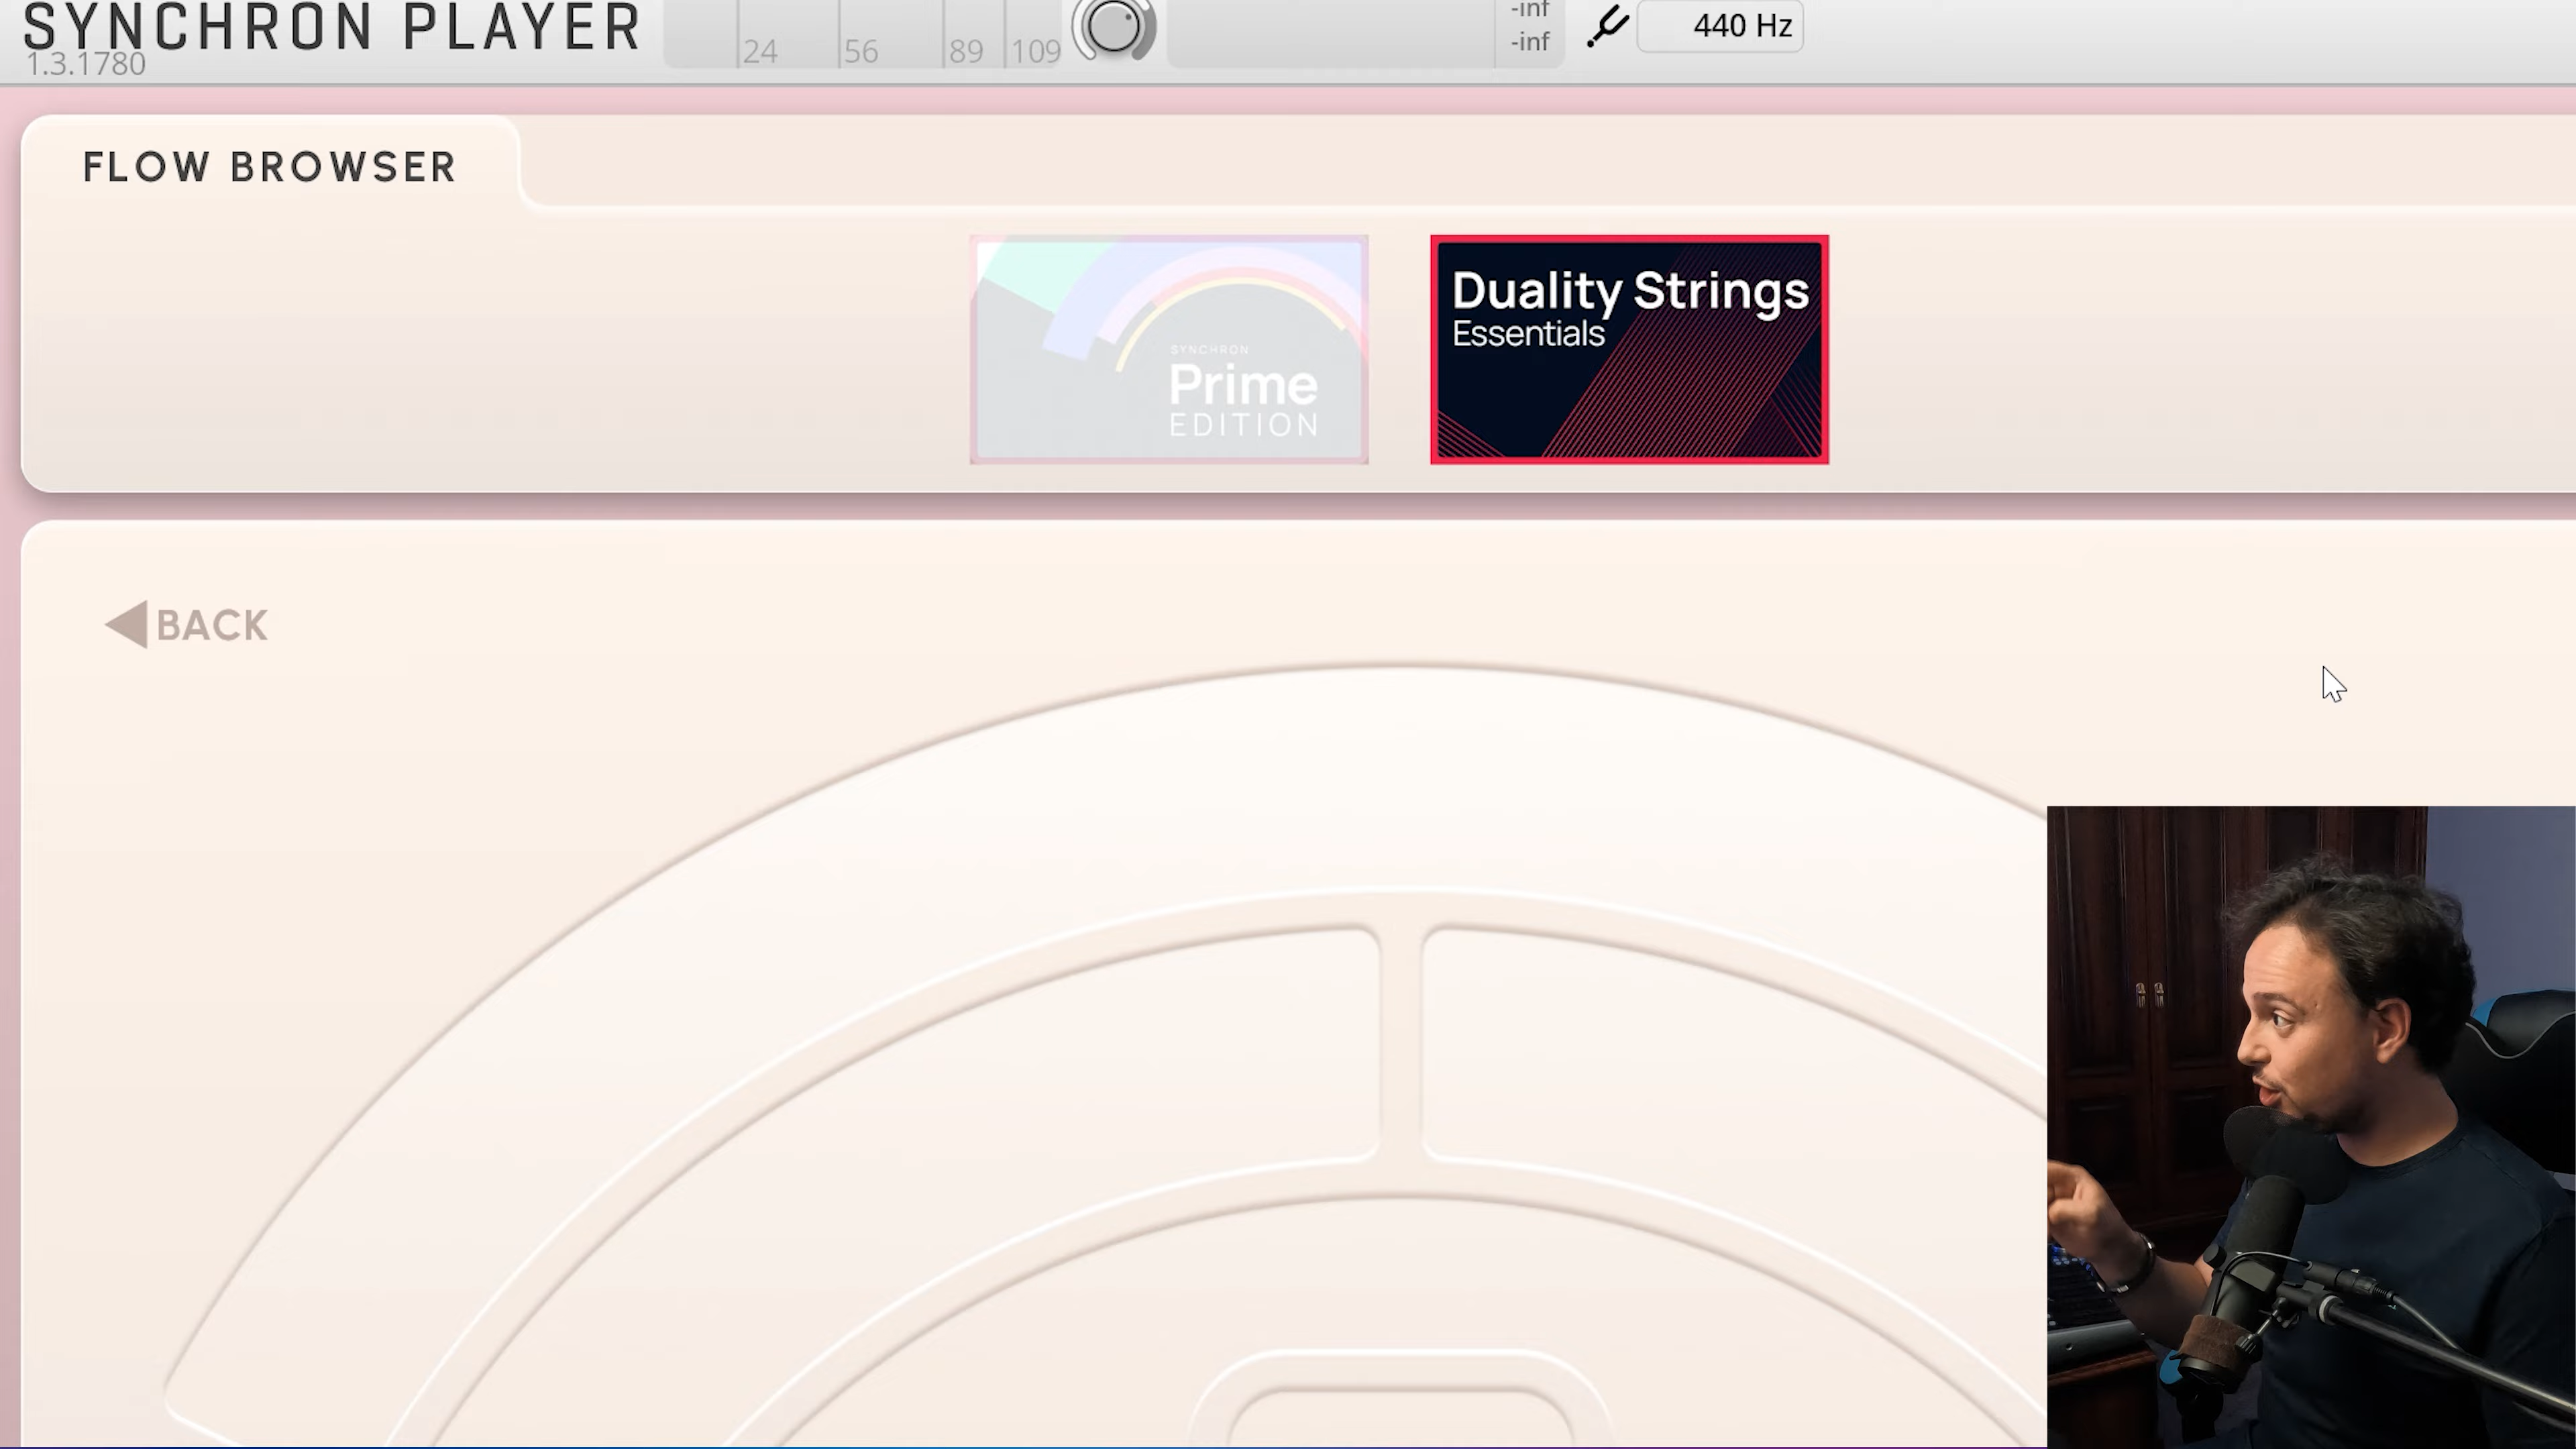 SYNCHRON PLAYER
1.3.1780
24 56 89 109
-inf
-inf
440 Hz
FLOW BROWSER
SYNCHRON
Prime
EDITION
Duality Strings
Essentials
BACK